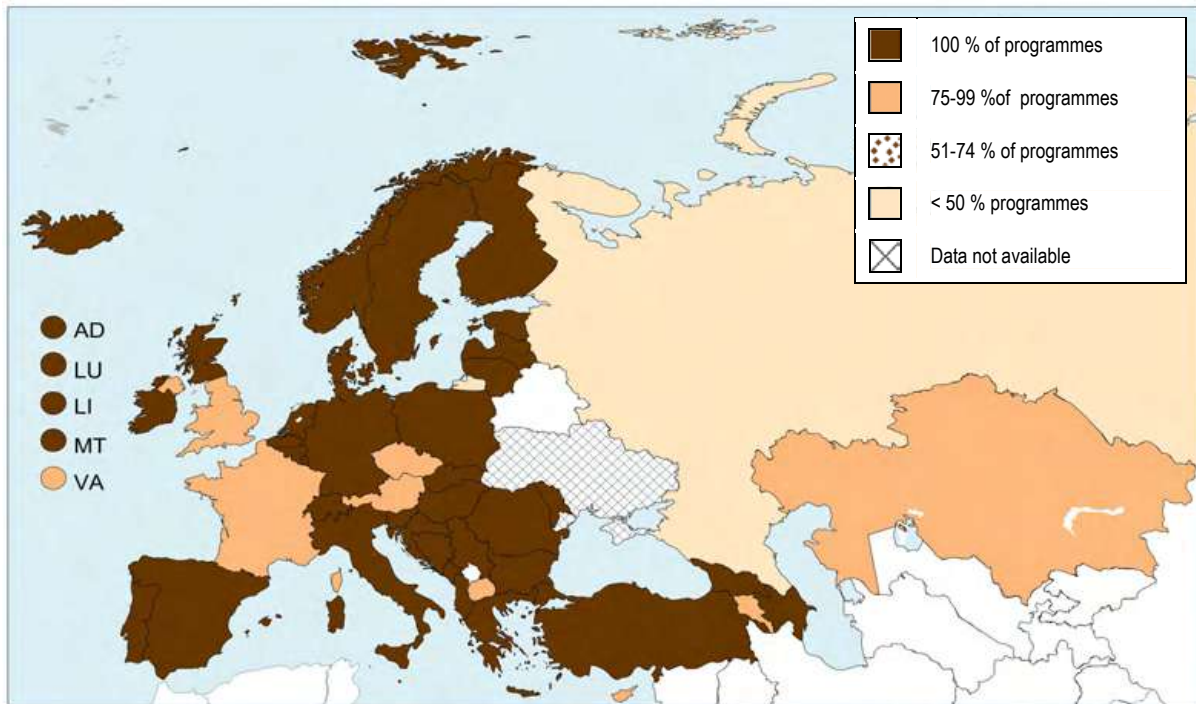 100 % of programmes
75-99 %of programmes
51-74 % of programmes
< 50 % programmes
Data not available
AD
LU
LI
MT
VA